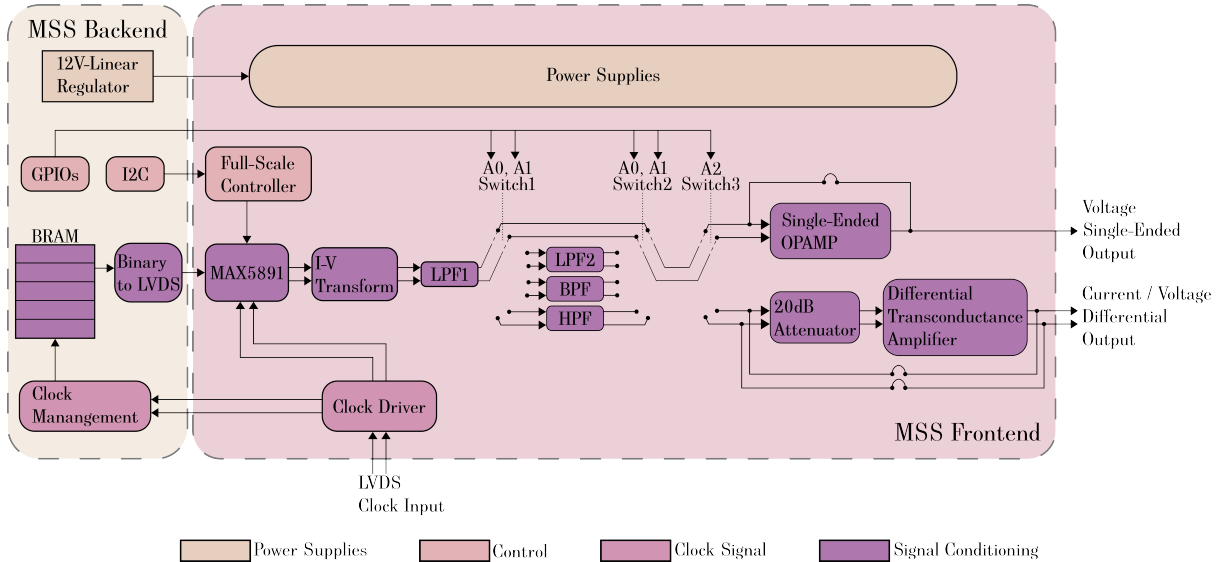 MSS Backend
12V-Linear
Regulator
Power Supplies
GPIOs
I2C
Full-Scale
Controller
A0, A1
Switch1
A0, A1
Switch2
A2
Switch3
BRAM
Binary
to LVDS
MAX5891
I-V
Transform
LPF1
LPF2
BPF
HPF
Single-Ended
OPAMP
Voltage
Single-Ended
Output
20dB
Attenuator
Differential
Transconductance
Amplifier
Current / Voltage
Differential
Output
Clock
Manangement
Clock Driver
MSS Frontend
LVDS
Clock Input
Power Supplies
Control
Clock Signal
Signal Conditioning